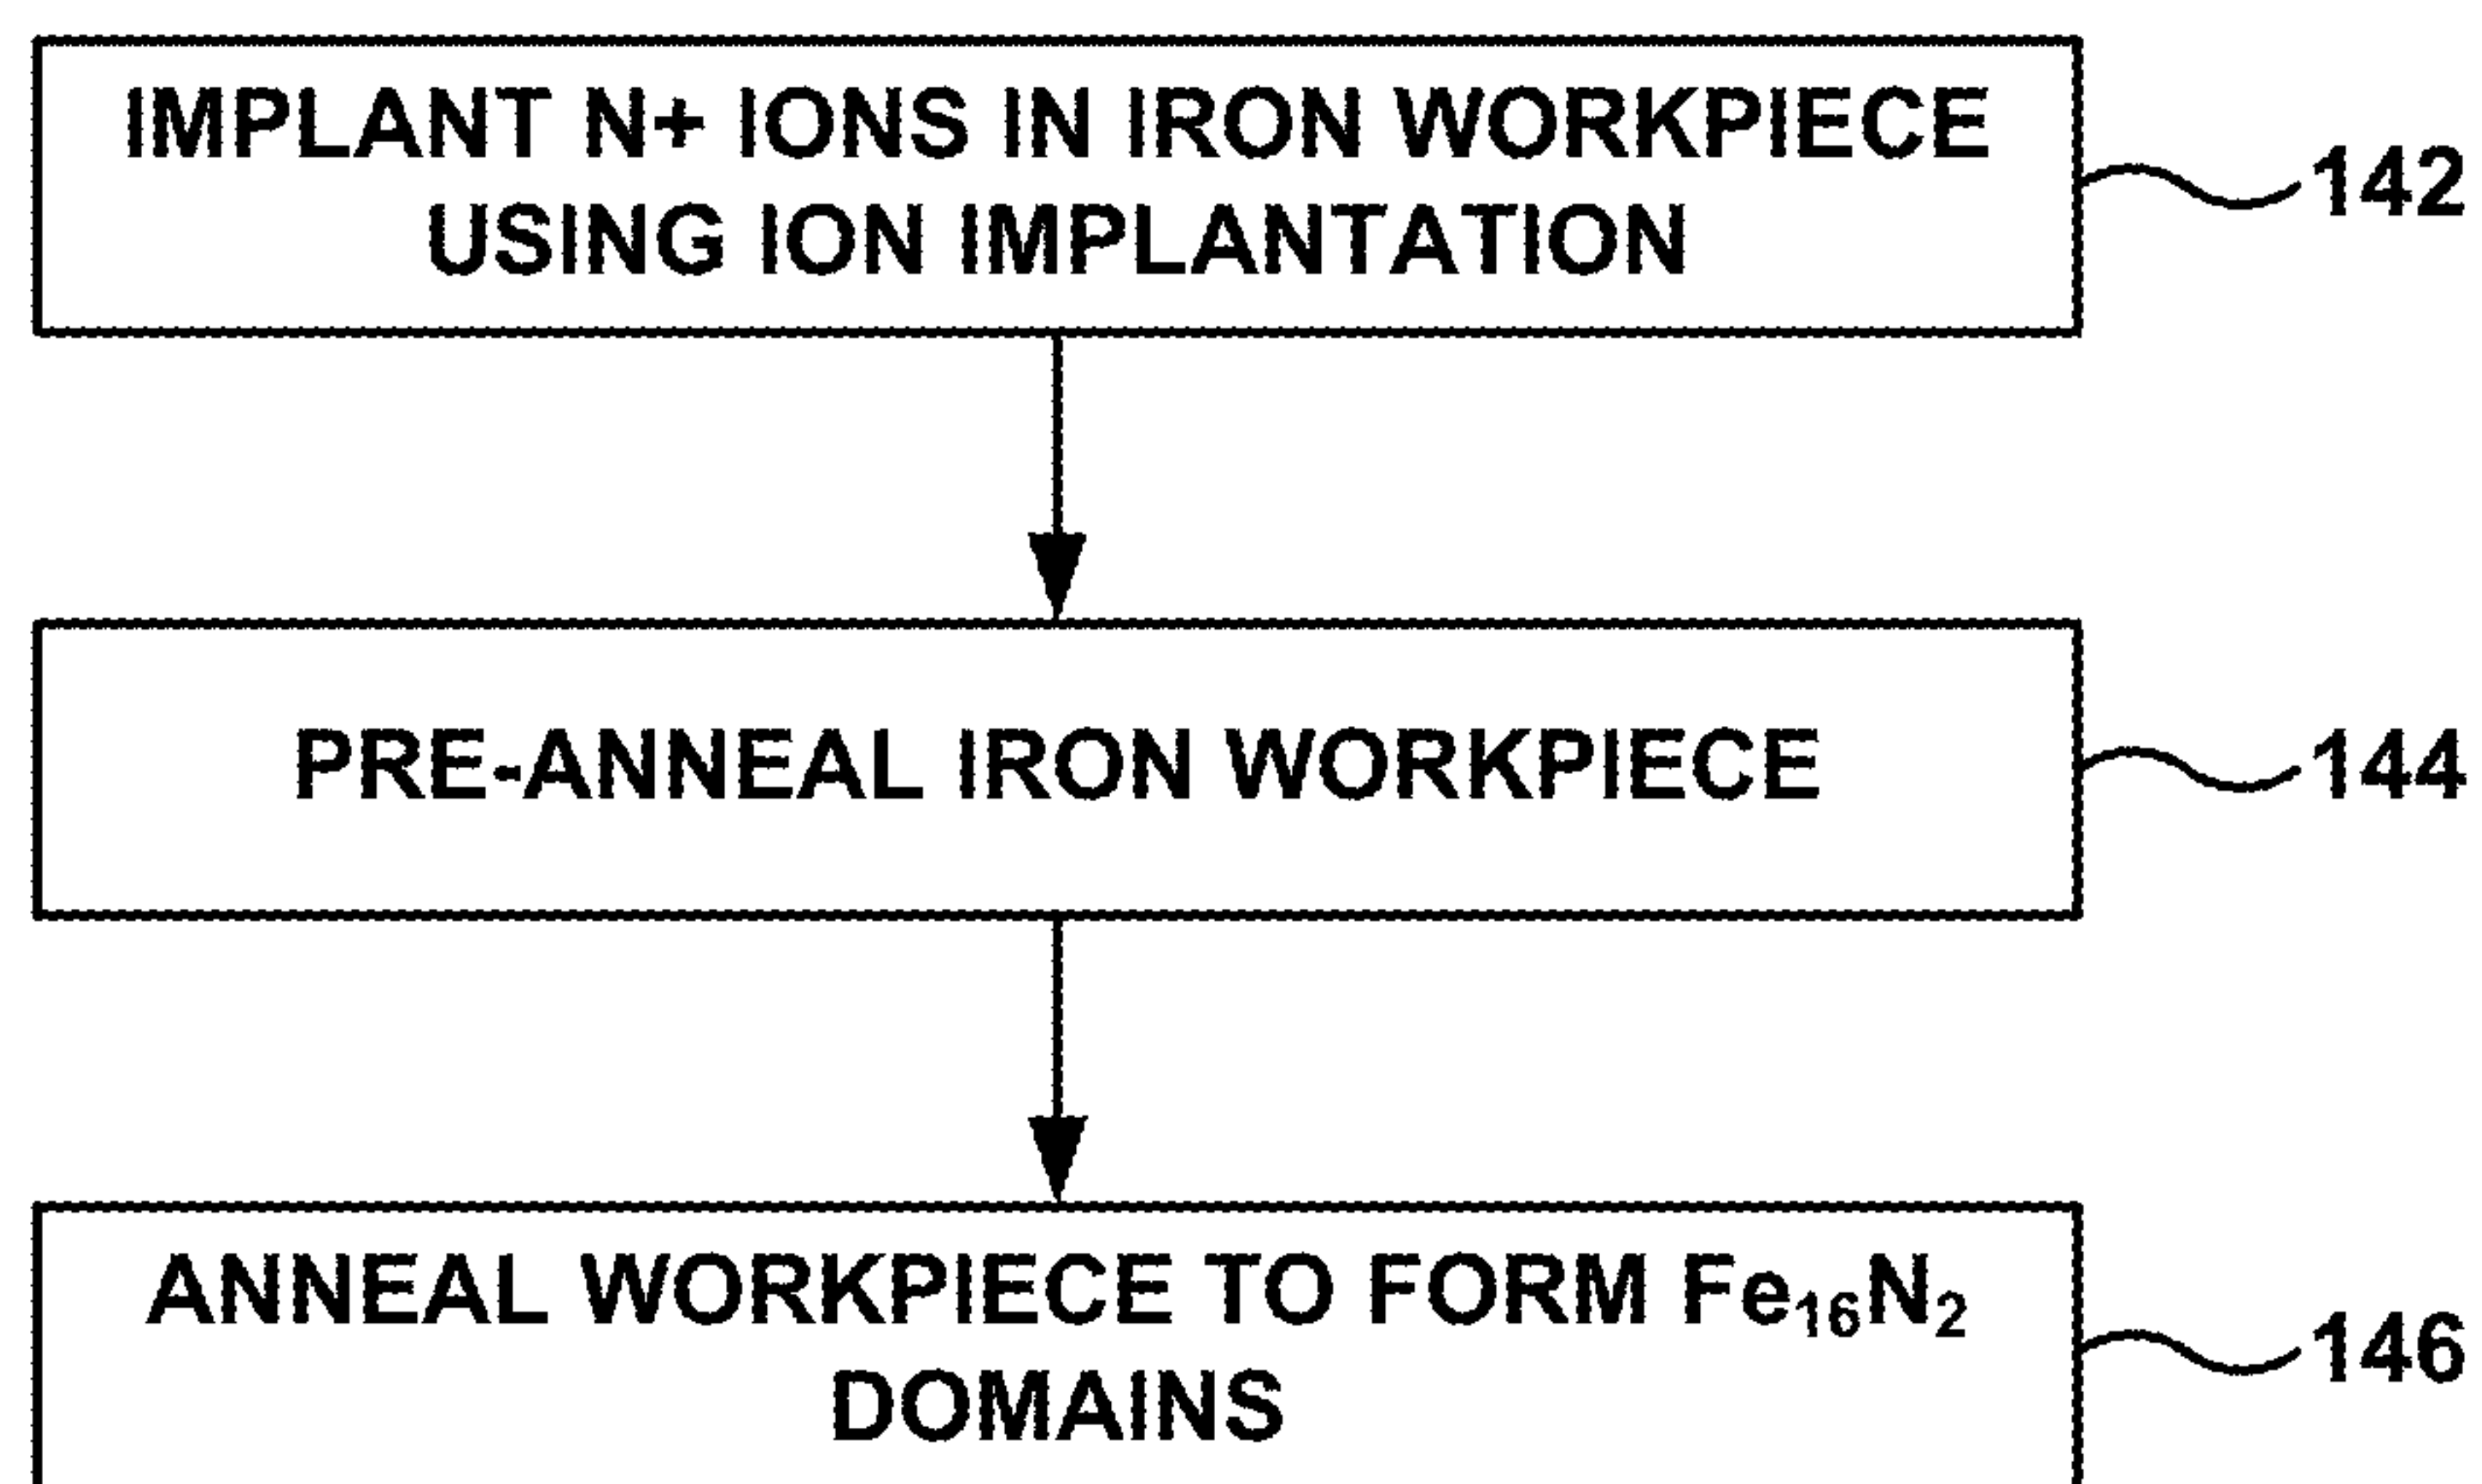 IMPLANT N+ IONS IN IRON WORKPIECE
USING ION IMPLANTATION
142
PRE-ANNEAL IRON WORKPIECE
144
ANNEAL WORKPIECE TO FORM Fe₁₆N₂
DOMAINS
146